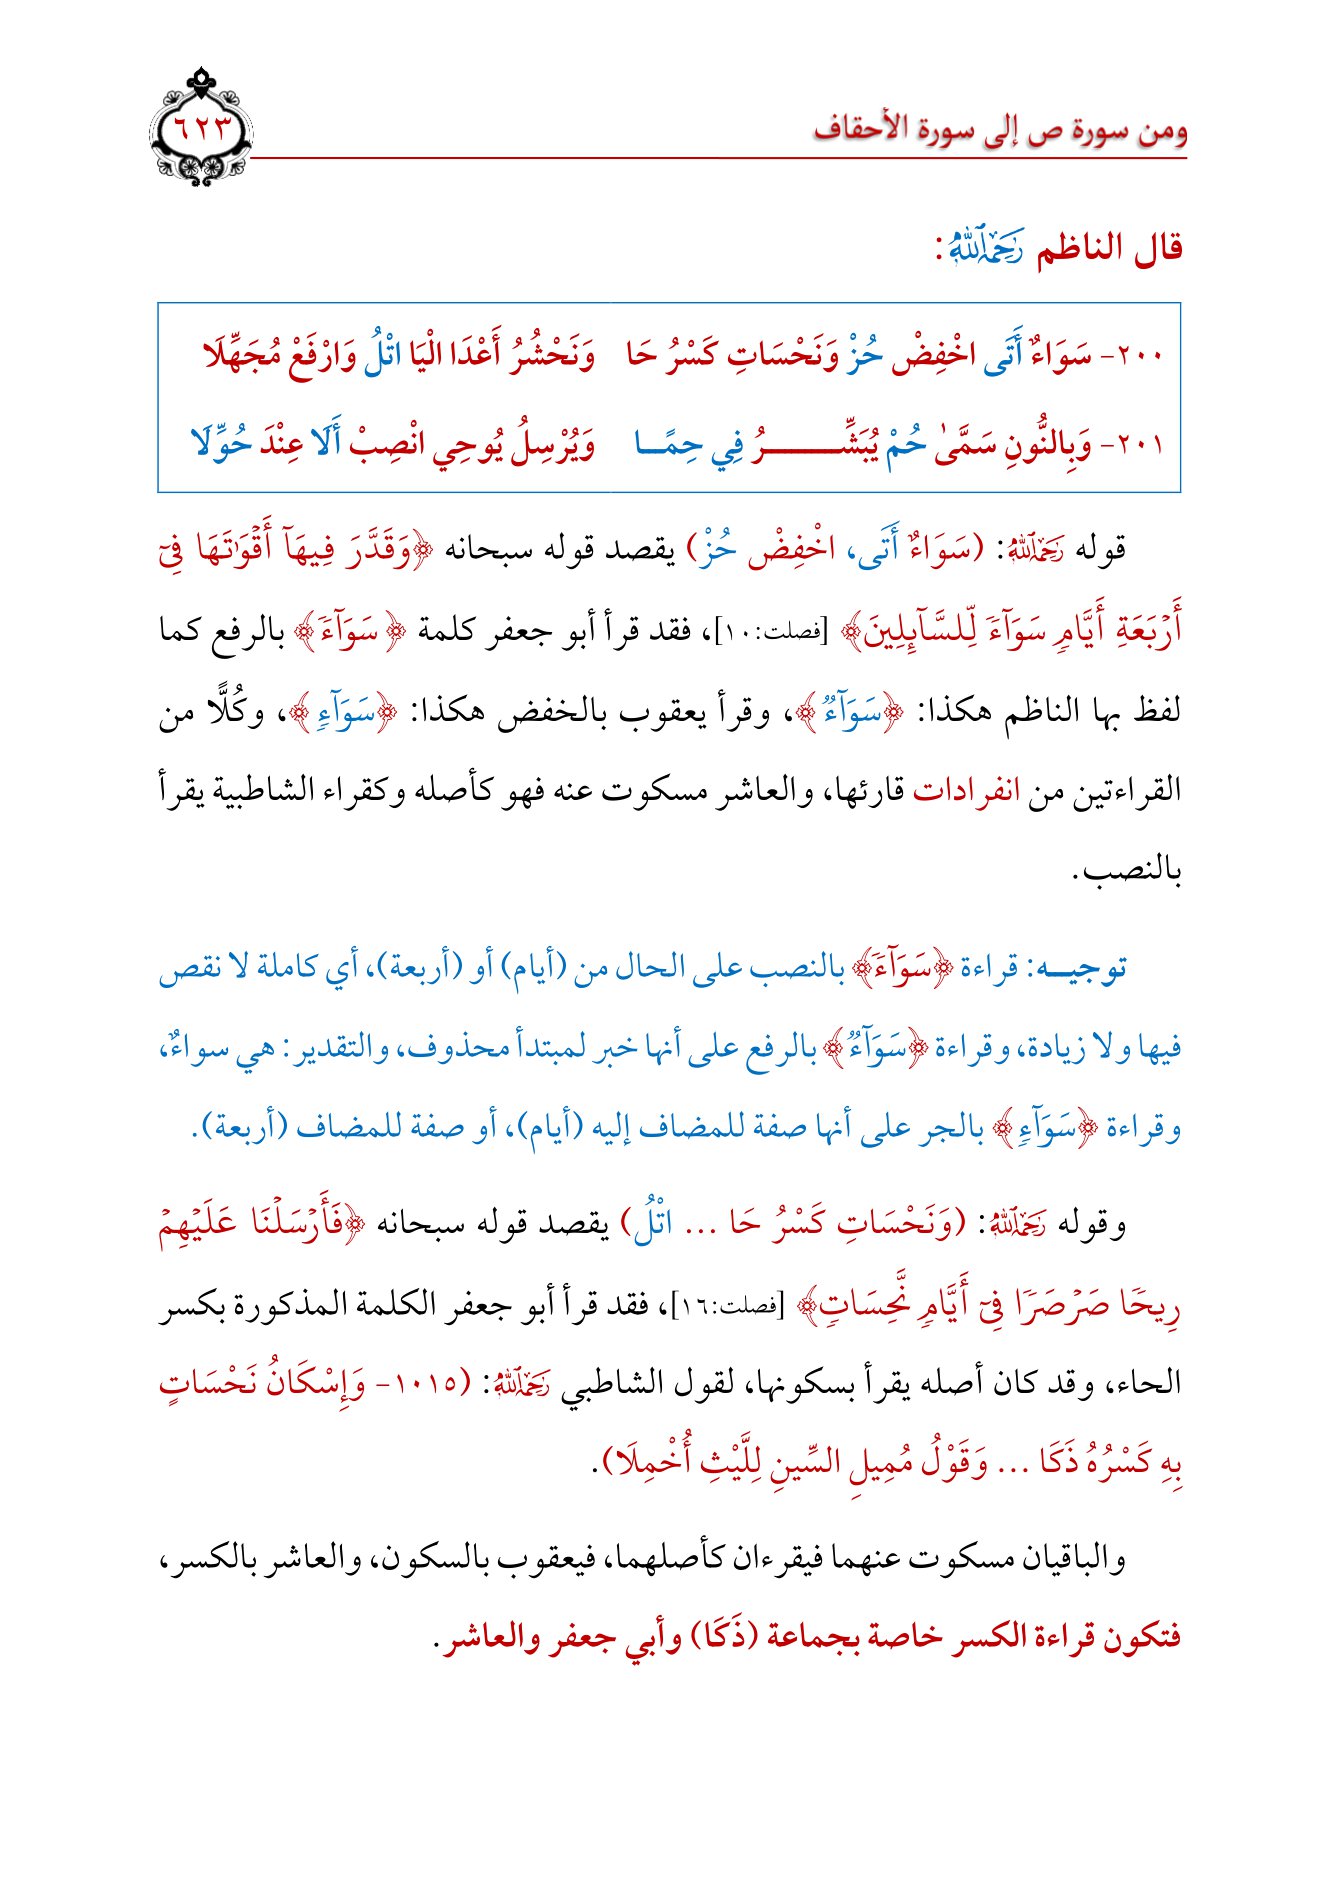 ومن سورة ص إلى سورة الأحقاف
٦٢٣
قال الناظم رَحِمَهُ ٱللَّهُ:
٢٠٠- سَوَاءٌ أَتَى اخْفِضْ حُزْ وَنَحْسَاتِ كَسْرُ حَا وَنَحْشُرُ أَعْدَا الْيَا اتْلُ وَارْفَعْ مُجَهِّلَا
٢٠١- وَبِالنُّونِ سَمَّىٰ حُمْ يُبَشِّـــــــــرُ فِي حِمًـــا وَيُرْسِلُ يُوحِي انْصِبْ أَلَا عِنْدَ حُوِّلَا
قوله رَحِمَهُ ٱللَّهُ: (سَوَاءٌ أَتَى، اخْفِضْ حُزْ) يقصد قوله سبحانه ﴿وَقَدَّرَ فِيهَآ أَقْوَٰتَهَا فِىٓ
أَرْبَعَةِ أَيَّامٍ سَوَآءً لِّلسَّآئِلِينَ﴾ [فصلت:١٠]، فقد قرأ أبو جعفر كلمة ﴿سَوَآءً﴾ بالرفع كما
لفظ بها الناظم هكذا: ﴿سَوَآءٌ﴾، وقرأ يعقوب بالخفض هكذا: ﴿سَوَآءٍ﴾، وكُلًّا من
القراءتين من انفرادات قارئها، والعاشر مسكوت عنه فهو كأصله وكقراء الشاطبية يقرأ
بالنصب.
توجيـــه: قراءة ﴿سَوَآءً﴾ بالنصب على الحال من (أيام) أو (أربعة)، أي كاملة لا نقص
فيها ولا زيادة، وقراءة ﴿سَوَآءٌ﴾ بالرفع على أنها خبر لمبتدأ محذوف، والتقدير: هي سواءٌ،
وقراءة ﴿سَوَآءٍ﴾ بالجر على أنها صفة للمضاف إليه (أيام)، أو صفة للمضاف (أربعة).
وقوله رَحِمَهُ ٱللَّهُ: (وَنَحْسَاتِ كَسْرُ حَا ... اتْلُ) يقصد قوله سبحانه ﴿فَأَرْسَلْنَا عَلَيْهِمْ
رِيحًا صَرْصَرًا فِىٓ أَيَّامٍ نَّحِسَاتٍ﴾ [فصلت:١٦]، فقد قرأ أبو جعفر الكلمة المذكورة بكسر
الحاء، وقد كان أصله يقرأ بسكونها، لقول الشاطبي رَحِمَهُ ٱللَّهُ: (١٠١٥- وَإِسْكَانُ نَحْسَاتٍ
بِهِ كَسْرُهُ ذَكَا ... وَقَوْلُ مُمِيلِ السِّينِ لِلَّيْثِ أُخْمِلَا).
والباقيان مسكوت عنهما فيقرءان كأصلهما، فيعقوب بالسكون، والعاشر بالكسر،
فتكون قراءة الكسر خاصة بجماعة (ذَكَا) وأبي جعفر والعاشر.